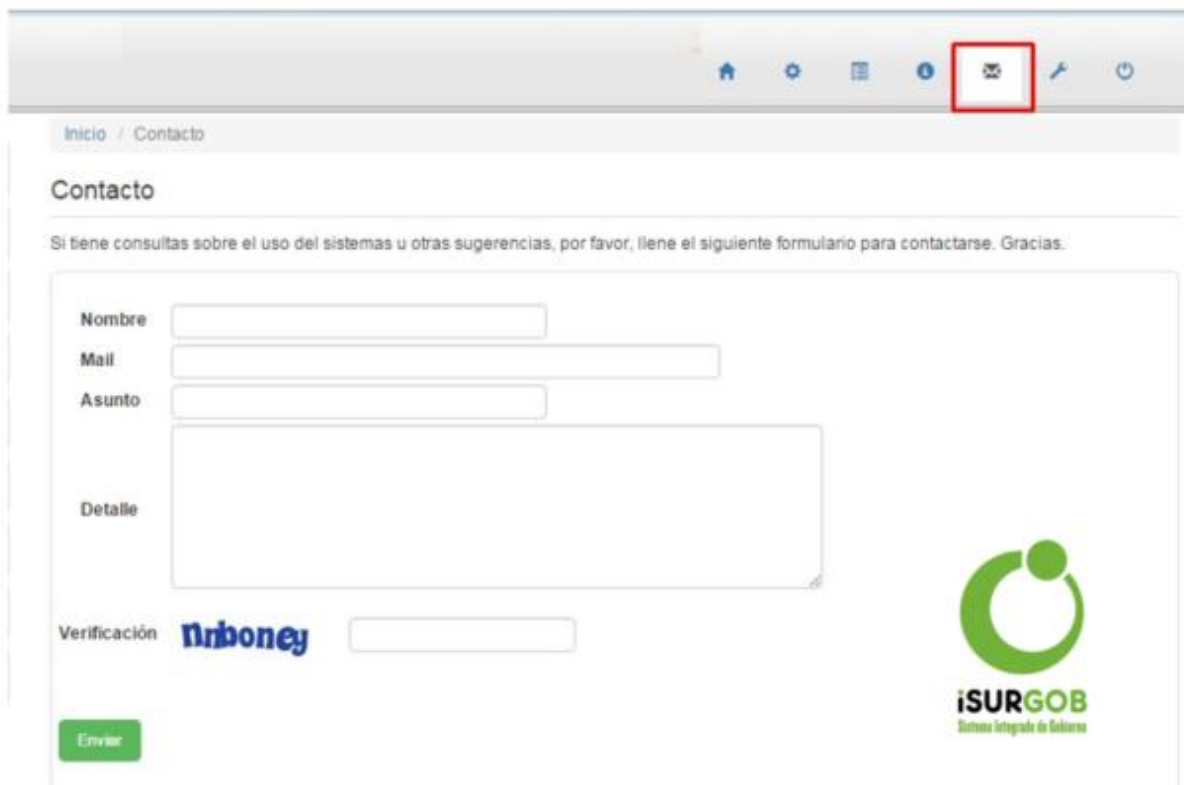 Inicio / Contacto
Contacto
Si tiene consultas sobre el uso del sistemas u otras sugerencias, por favor, llene el siguiente formulario para contactarse. Gracias.
Nombre
Mail
Asunto
Detalle
Verificación
iSURGOB
Sistema Integrado de Gobierno
Enviar